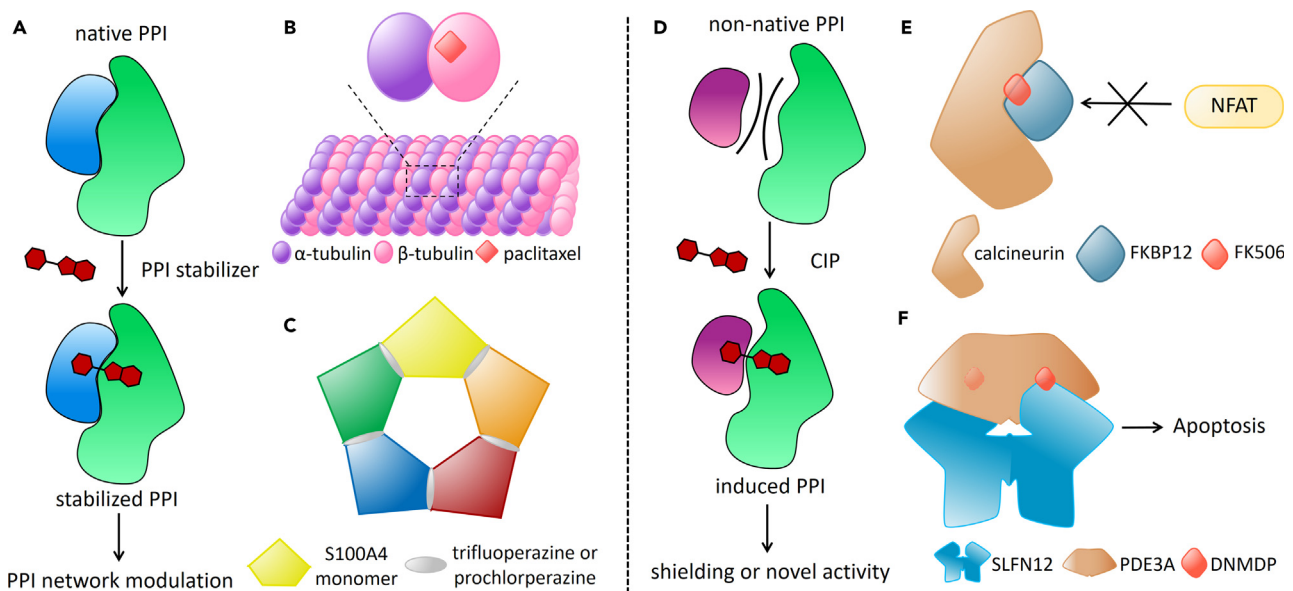 A
native PPI
PPI stabilizer
stabilized PPI
PPI network modulation
B
α-tubulin
β-tubulin
paclitaxel
C
S100A4
monomer
trifluoperazine or
prochlorperazine
D
non-native PPI
CIP
induced PPI
shielding or novel activity
E
NFAT
calcineurin
FKBP12
FK506
F
Apoptosis
SLFN12
PDE3A
DNMDP